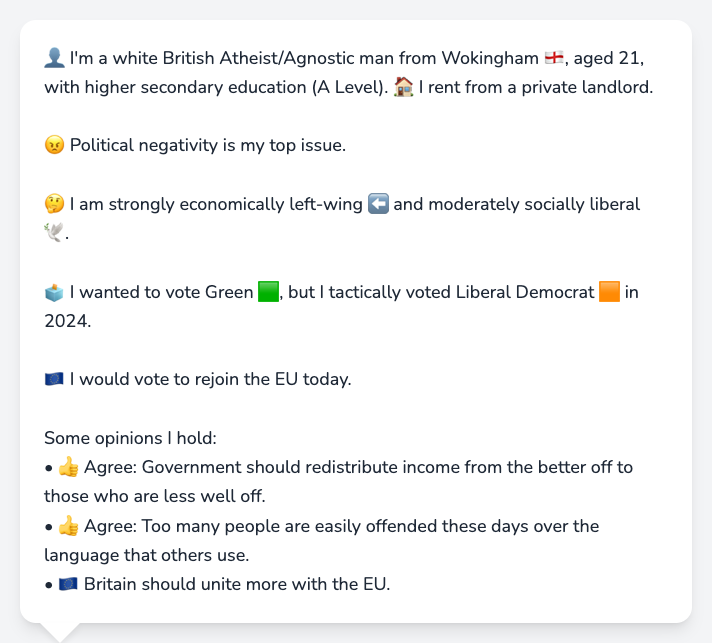 👤 I'm a white British Atheist/Agnostic man from Wokingham 🏴󠁧󠁢󠁥󠁮󠁧󠁿, aged 21,
with higher secondary education (A Level). 🏠 I rent from a private landlord.
😠 Political negativity is my top issue.
🤔 I am strongly economically left-wing ⬅️ and moderately socially liberal
🕊️.
🗳️ I wanted to vote Green 🟩, but I tactically voted Liberal Democrat 🟧 in
2024.
🇪🇺 I would vote to rejoin the EU today.
Some opinions I hold:
• 👍 Agree: Government should redistribute income from the better off to
those who are less well off.
• 👍 Agree: Too many people are easily offended these days over the
language that others use.
• 🇪🇺 Britain should unite more with the EU.